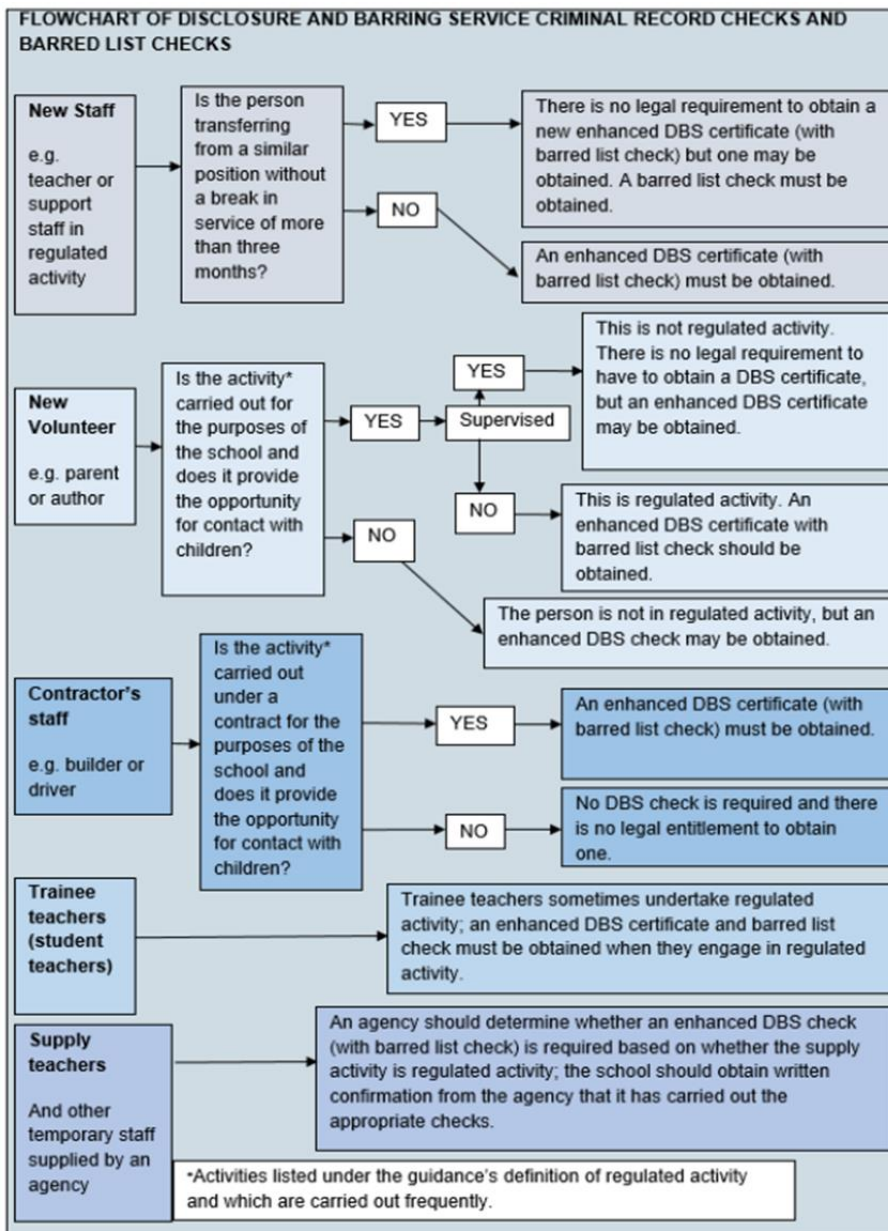 FLOWCHART OF DISCLOSURE AND BARRING SERVICE CRIMINAL RECORD CHECKS AND
BARRED LIST CHECKS
New Staff
e.g.
teacher or
support
staff in
regulated
activity
Is the person
transferring
from a similar
position without
a break in
service of more
than three
months?
YES
NO
There is no legal requirement to obtain a
new enhanced DBS certificate (with
barred list check) but one may be
obtained. A barred list check must be
obtained.
An enhanced DBS certificate (with
barred list check) must be obtained.
New
Volunteer
e.g. parent
or author
Is the activity*
carried out for
the purposes of
the school and
does it provide
the opportunity
for contact with
children?
YES
NO
Supervised
YES
NO
This is not regulated activity.
There is no legal requirement to
have to obtain a DBS certificate,
but an enhanced DBS certificate
may be obtained.
This is regulated activity. An
enhanced DBS certificate with
barred list check should be
obtained.
The person is not in regulated activity, but an
enhanced DBS check may be obtained.
Contractor's
staff
e.g. builder or
driver
Is the activity*
carried out
under a
contract for the
purposes of the
school and
does it provide
the opportunity
for contact with
children?
YES
NO
An enhanced DBS certificate (with
barred list check) must be obtained.
No DBS check is required and there
is no legal entitlement to obtain
one.
Trainee
teachers
(student
teachers)
Trainee teachers sometimes undertake regulated
activity; an enhanced DBS certificate and barred list
check must be obtained when they engage in regulated
activity.
Supply
teachers
And other
temporary staff
supplied by an
agency
An agency should determine whether an enhanced DBS check
(with barred list check) is required based on whether the supply
activity is regulated activity; the school should obtain written
confirmation from the agency that it has carried out the
appropriate checks.
*Activities listed under the guidance's definition of regulated activity
and which are carried out frequently.